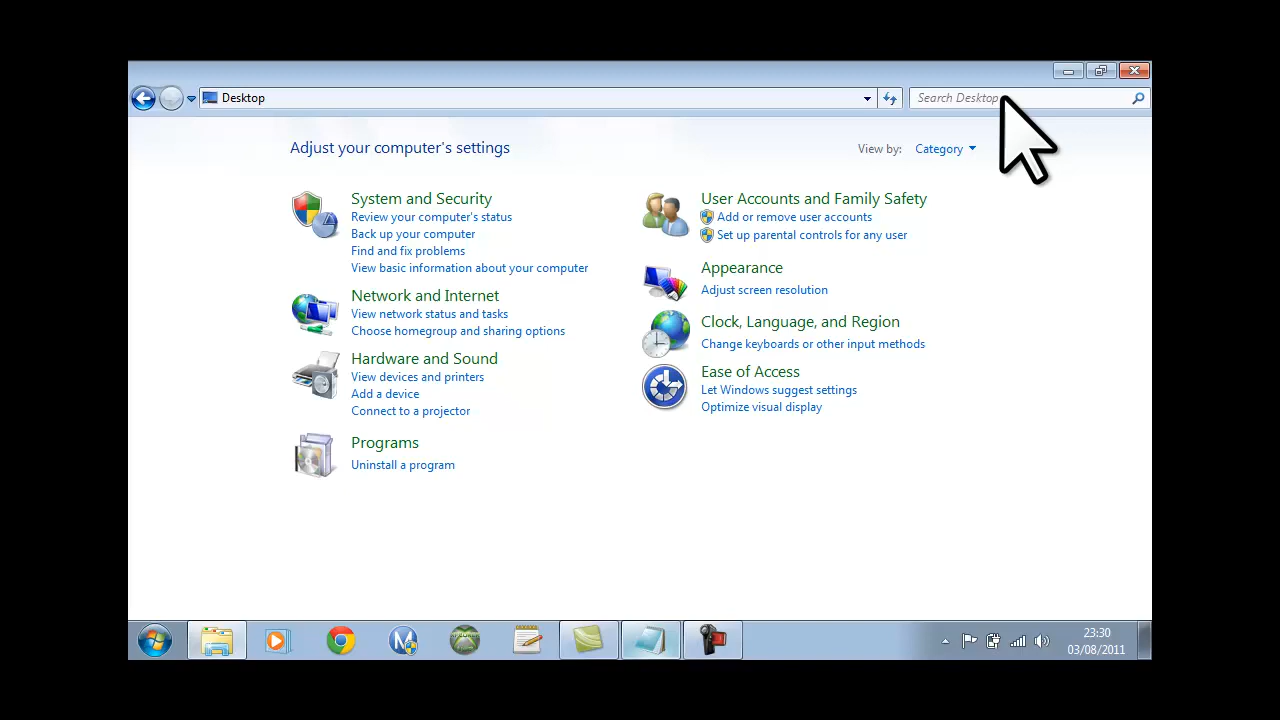 Desktop
Search Desktop
Adjust your computer's settings
View by: Category
System and Security
Review your computer's status
Back up your computer
Find and fix problems
View basic information about your computer
Network and Internet
View network status and tasks
Choose homegroup and sharing options
Hardware and Sound
View devices and printers
Add a device
Connect to a projector
Programs
Uninstall a program
User Accounts and Family Safety
Add or remove user accounts
Set up parental controls for any user
Appearance
Adjust screen resolution
Clock, Language, and Region
Change keyboards or other input methods
Ease of Access
Let Windows suggest settings
Optimize visual display
23:30
03/08/2011